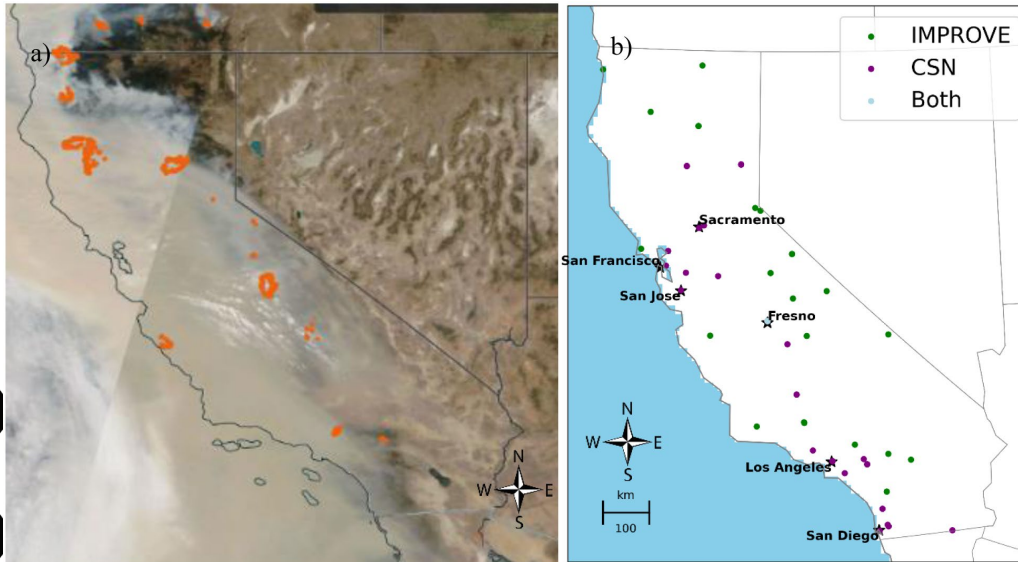 a)
N
W E
S
b)
IMPROVE
CSN
Both
Sacramento
San Francisco
San Jose
Fresno
Los Angeles
San Diego
N
W E
S
km
100